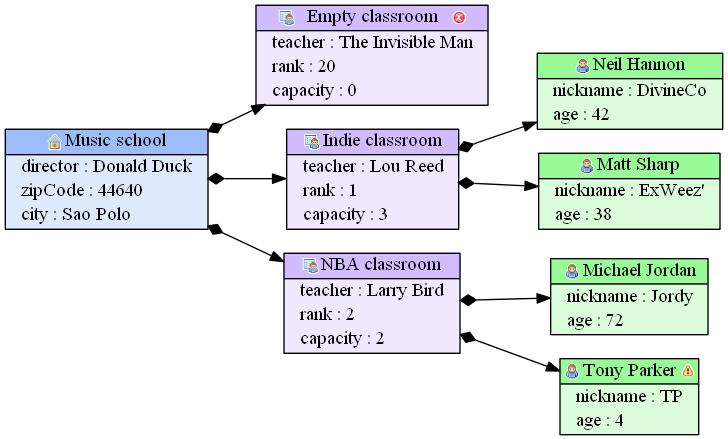 Empty classroom
teacher : The Invisible Man
rank : 20
capacity : 0
Music school
director : Donald Duck
zipCode : 44640
city : Sao Polo
Indie classroom
teacher : Lou Reed
rank : 1
capacity : 3
NBA classroom
teacher : Larry Bird
rank : 2
capacity : 2
Neil Hannon
nickname : DivineCo
age : 42
Matt Sharp
nickname : ExWeez'
age : 38
Michael Jordan
nickname : Jordy
age : 72
Tony Parker
nickname : TP
age : 4